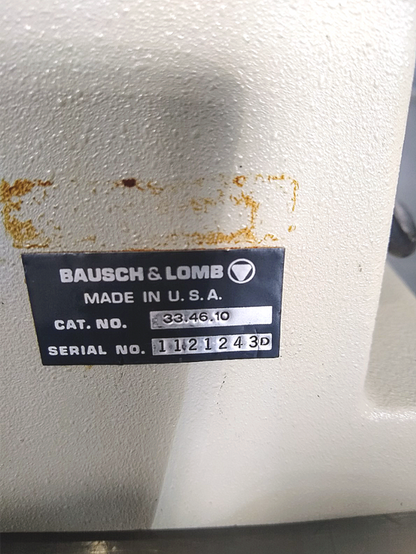 BAUSCH & LOMB
MADE IN U.S.A.
CAT. NO. 33.46.10
SERIAL NO. 1121243D